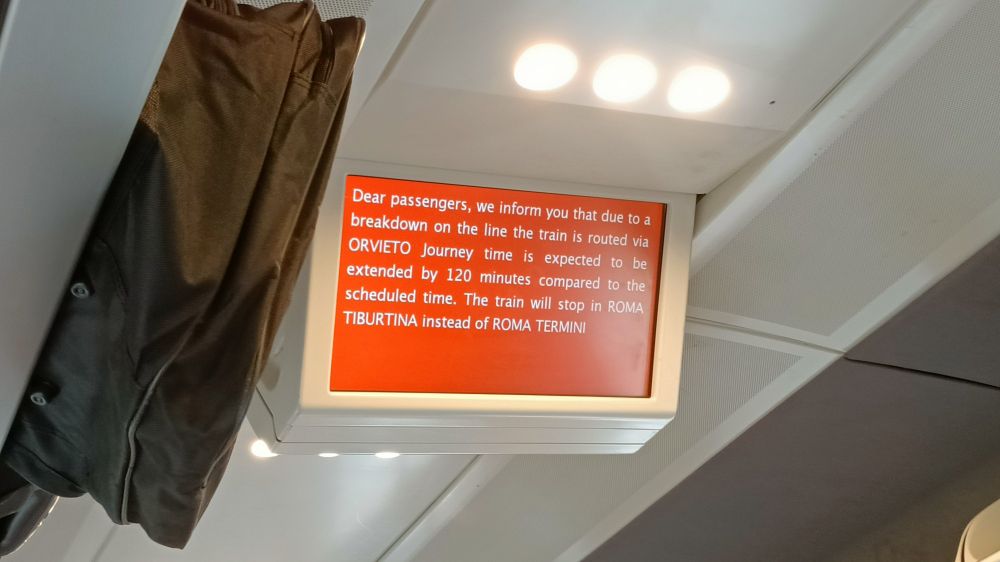 Dear passengers, we inform you that due to a
breakdown on the line the train is routed via
ORVIETO Journey time is expected to be
extended by 120 minutes compared to the
scheduled time. The train will stop in ROMA
TIBURTINA instead of ROMA TERMINI